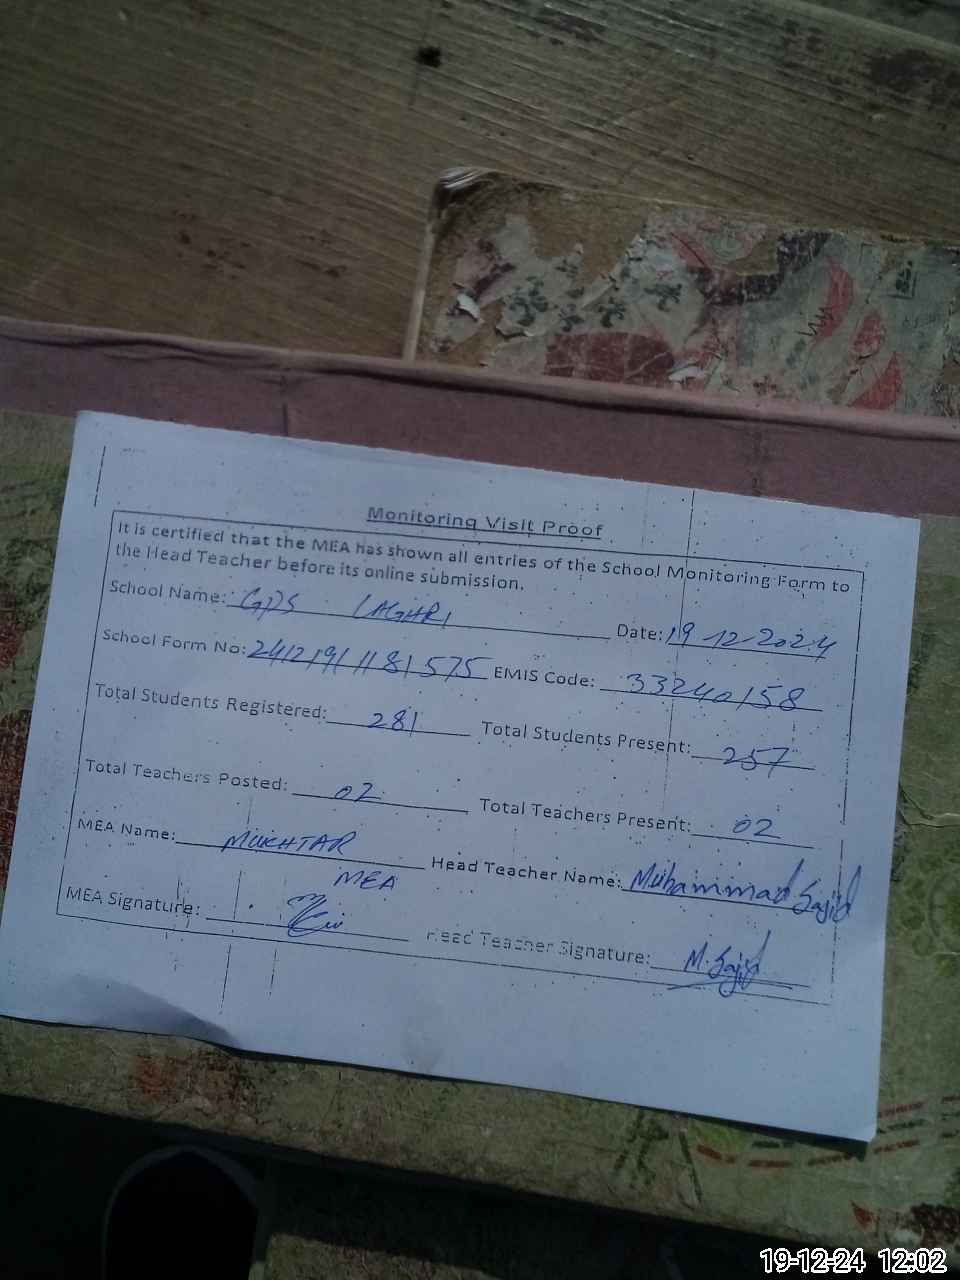 Monitoring Visit Proof
It is certified that the MEA has shown all entries of the School Monitoring Form to
the Head Teacher before its online submission.
School Name: GPS LAGHRI Date: 19-12-2024
School Form No: 2412191181575 EMIS Code: 33240158
Total Students Registered: 281 Total Students Present: 257
Total Teachers Posted: 02 Total Teachers Present: 02
MEA Name: MUKHTAR Head Teacher Name: Muhammad Sajid
MEA
MEA Signature: Head Teacher Signature: M. Sajid
19-12-24 12:02